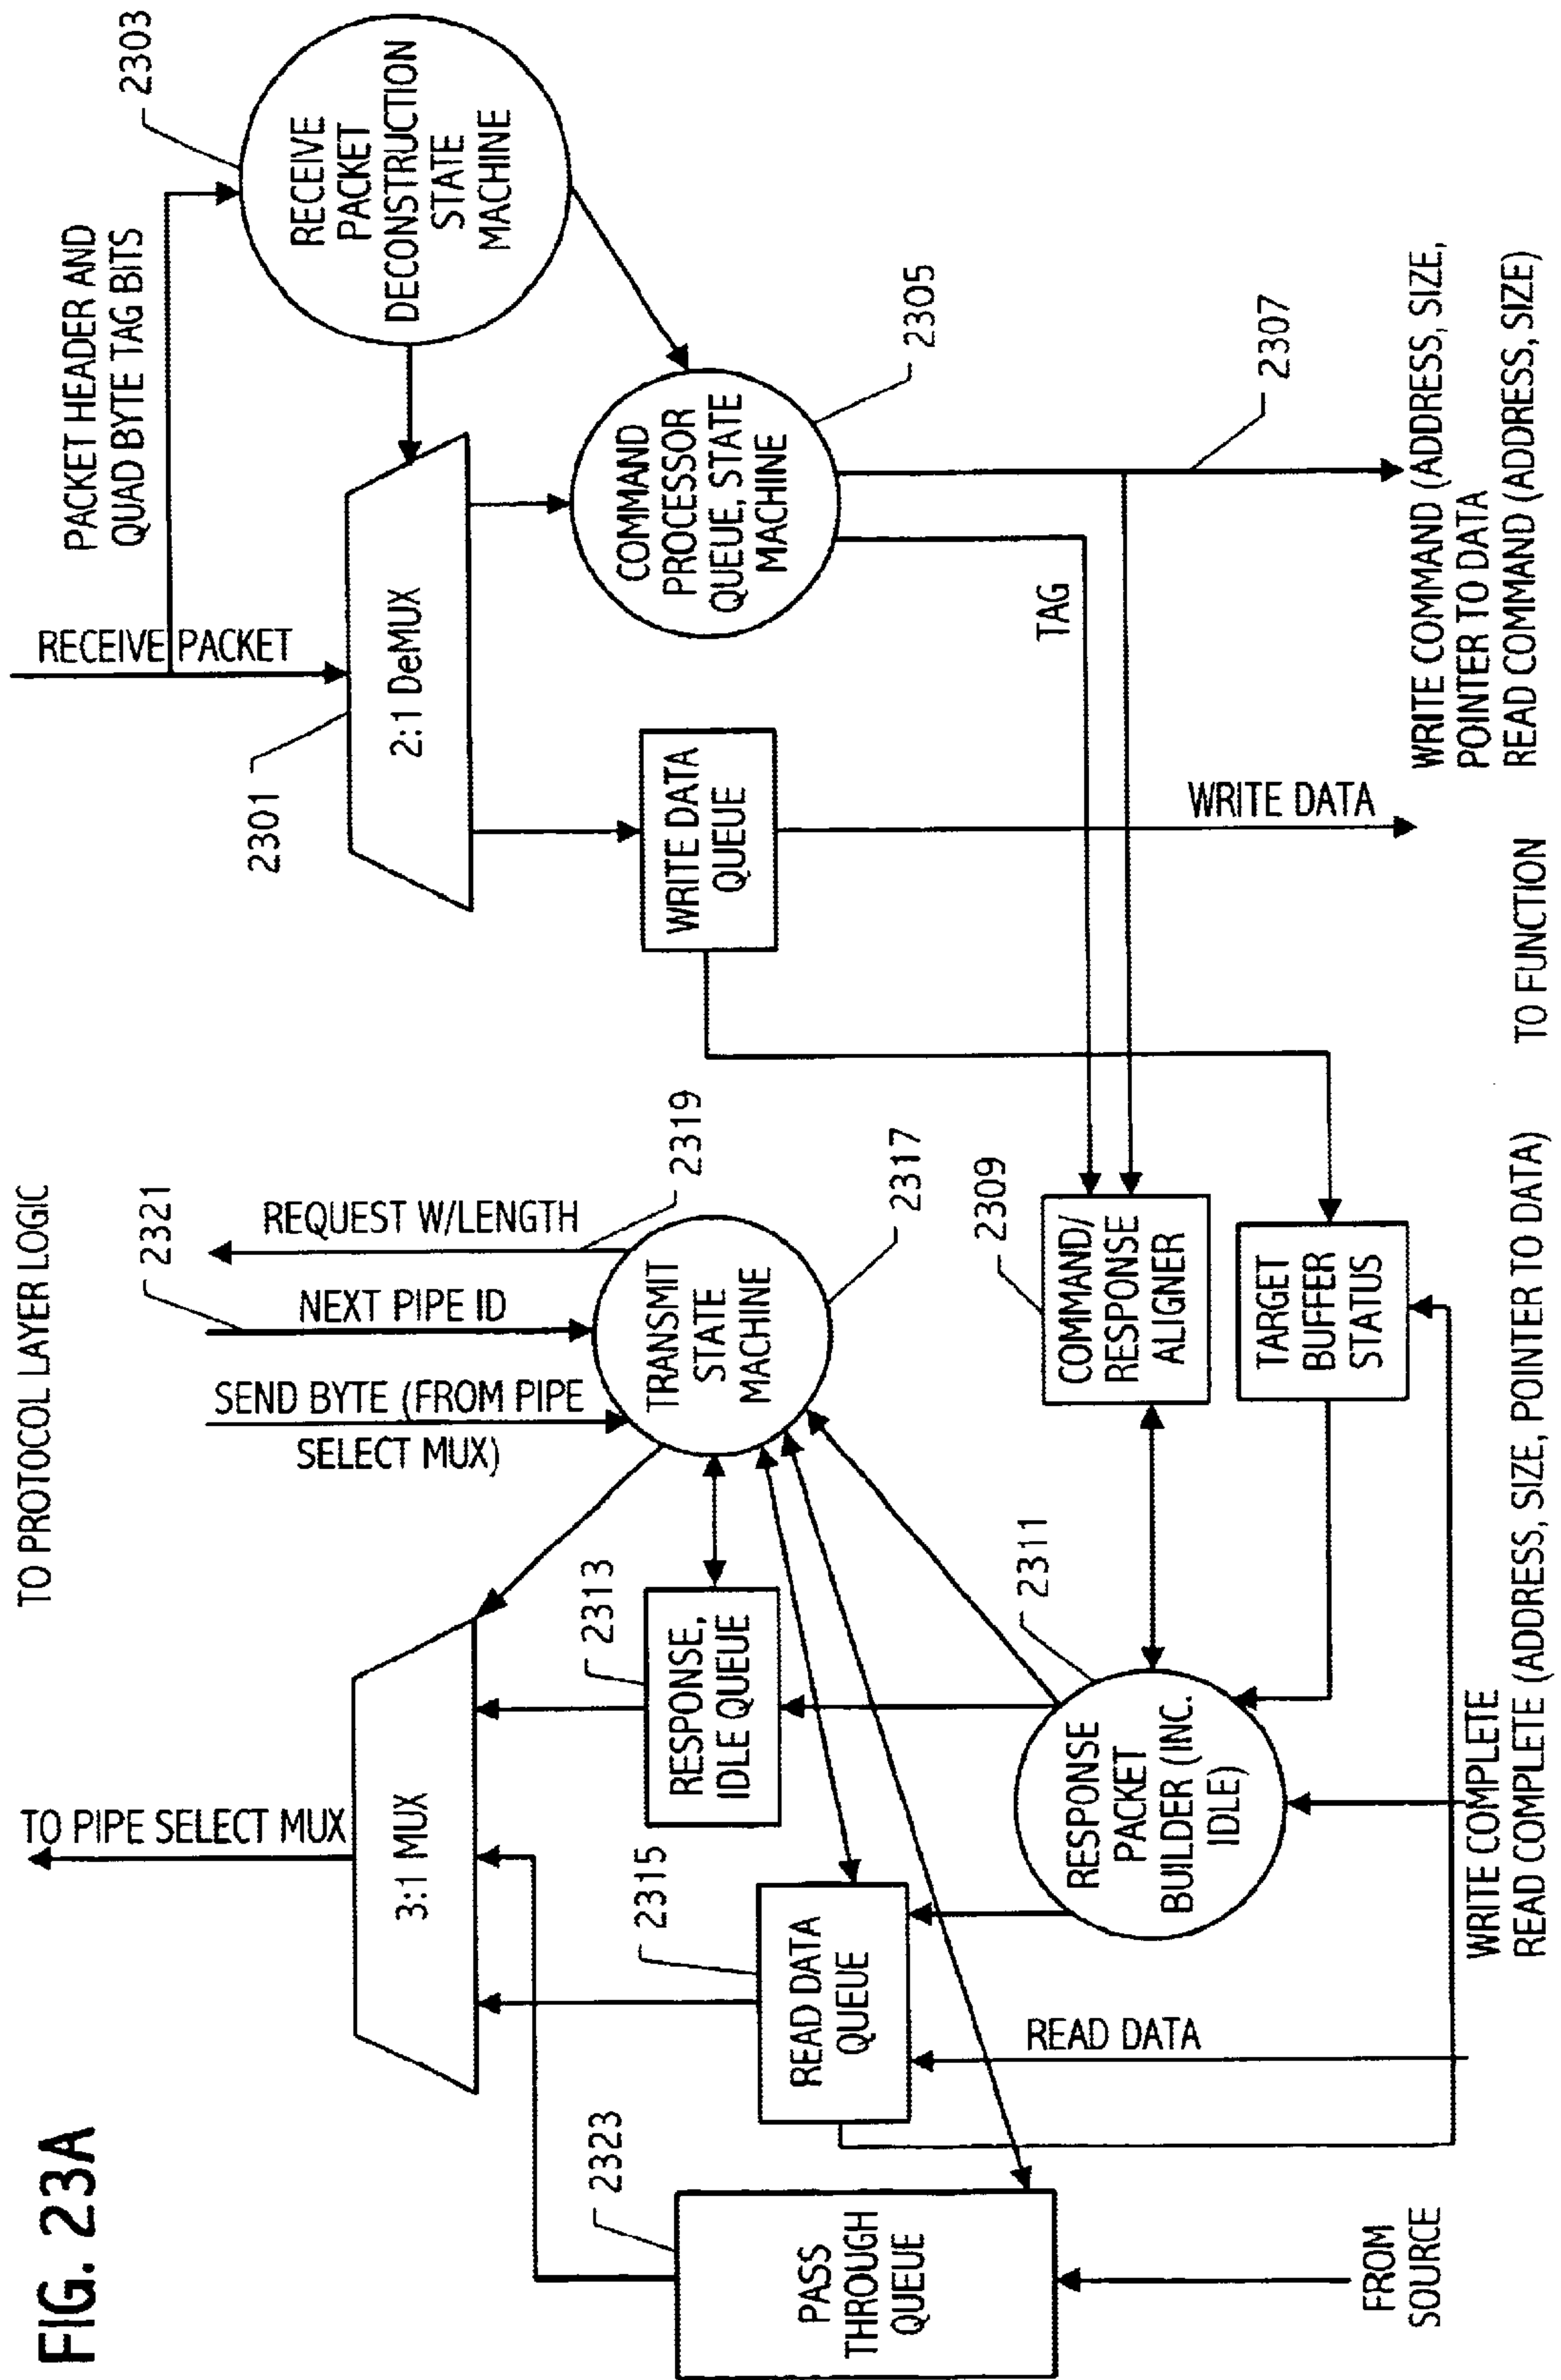 FIG. 23A
TO PROTOCOL LAYER LOGIC
TO PIPE SELECT MUX
3:1 MUX
SEND BYTE (FROM PIPE
SELECT MUX)
NEXT PIPE ID
2321
REQUEST W/LENGTH
2319
TRANSMIT
STATE
MACHINE
2317
2313
RESPONSE,
IDLE QUEUE
2315
READ DATA
QUEUE
2323
PASS
THROUGH
QUEUE
FROM
SOURCE
READ DATA
2311
RESPONSE
PACKET
BUILDER (INC.
IDLE)
2309
COMMAND/
RESPONSE
ALIGNER
TARGET
BUFFER
STATUS
WRITE COMPLETE
READ COMPLETE (ADDRESS, SIZE, POINTER TO DATA)
RECEIVE PACKET
PACKET HEADER AND
QUAD BYTE TAG BITS
2303
RECEIVE
PACKET
DECONSTRUCTION
STATE
MACHINE
2301
2:1 DeMUX
WRITE DATA
QUEUE
COMMAND
PROCESSOR
QUEUE, STATE
MACHINE
2305
TAG
2307
WRITE DATA
WRITE COMMAND (ADDRESS, SIZE,
POINTER TO DATA
READ COMMAND (ADDRESS, SIZE)
TO FUNCTION